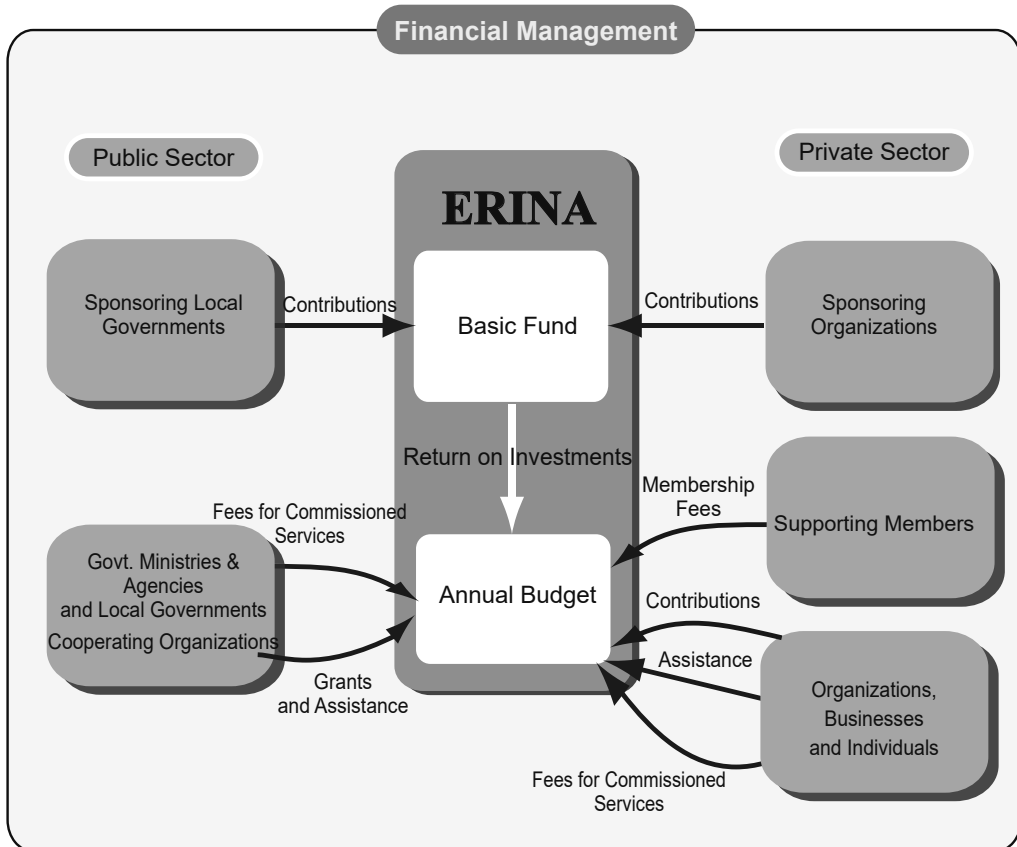 Financial Management
Public Sector
Private Sector
ERINA
Sponsoring Local
Governments
Contributions
Basic Fund
Contributions
Sponsoring
Organizations
Return on Investments
Membership
Fees
Supporting Members
Fees for Commissioned
Services
Govt. Ministries &
Agencies
and Local Governments
Cooperating Organizations
Annual Budget
Grants
and Assistance
Contributions
Assistance
Organizations,
Businesses
and Individuals
Fees for Commissioned
Services